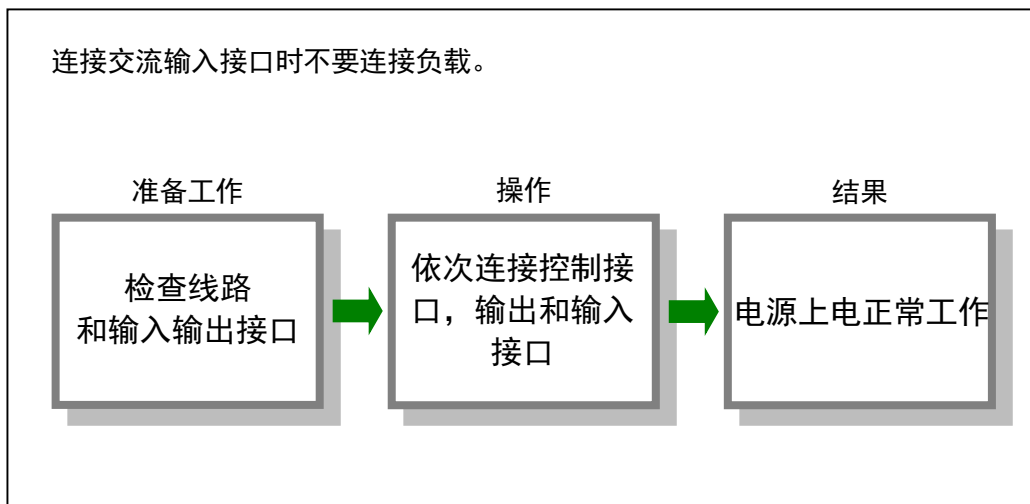 连接交流输入接口时不要连接负载。
准备工作
检查线路
和输入输出接口
操作
依次连接控制接
口，输出和输入
接口
结果
电源上电正常工作